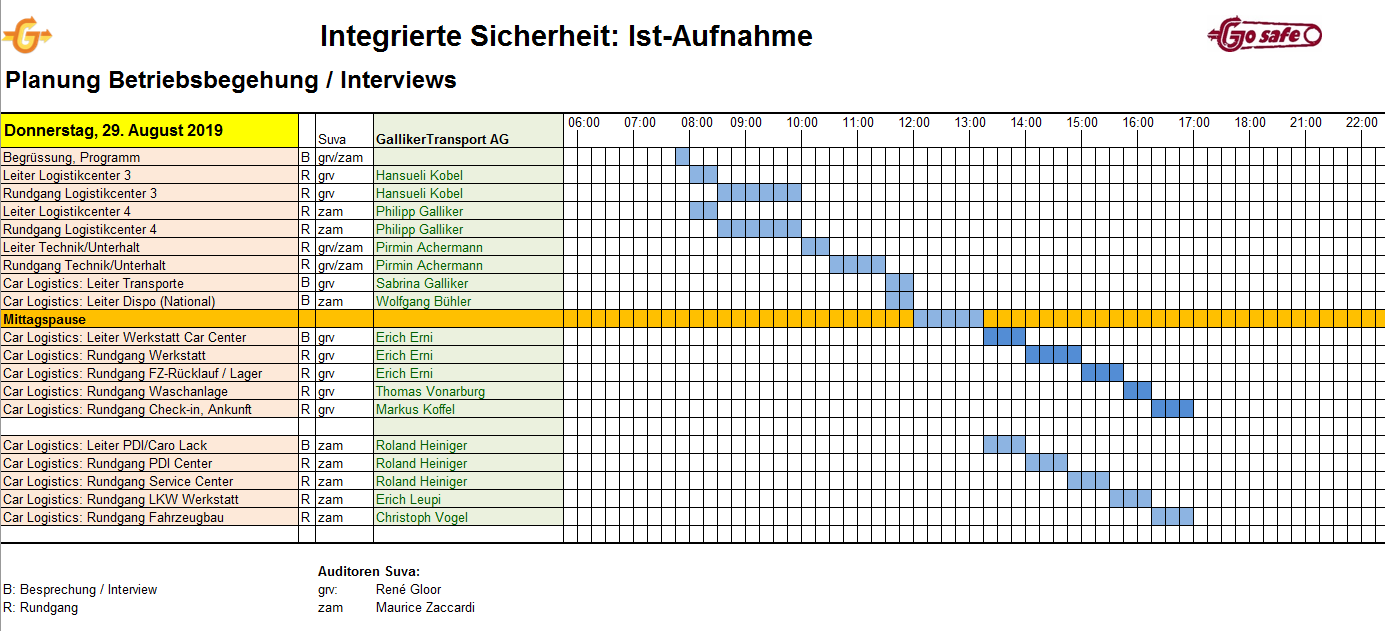 G
Integrierte Sicherheit: Ist-Aufnahme
Go safe
Planung Betriebsbegehung / Interviews
Donnerstag, 29. August 2019 Suva GallikerTransport AG 06:00 07:00 08:00 09:00 10:00 11:00 12:00 13:00 14:00 15:00 16:00 17:00 18:00 21:00 22:00
Begrüssung, Programm B grv/zam
Leiter Logistikcenter 3 R grv Hansueli Kobel
Rundgang Logistikcenter 3 R grv Hansueli Kobel
Leiter Logistikcenter 4 R zam Philipp Galliker
Rundgang Logistikcenter 4 R zam Philipp Galliker
Leiter Technik/Unterhalt R grv/zam Pirmin Achermann
Rundgang Technik/Unterhalt R grv/zam Pirmin Achermann
Car Logistics: Leiter Transporte B grv Sabrina Galliker
Car Logistics: Leiter Dispo (National) B zam Wolfgang Bühler
Mittagspause
Car Logistics: Leiter Werkstatt Car Center B grv Erich Erni
Car Logistics: Rundgang Werkstatt R grv Erich Erni
Car Logistics: Rundgang FZ-Rücklauf / Lager R grv Erich Erni
Car Logistics: Rundgang Waschanlage R grv Thomas Vonarburg
Car Logistics: Rundgang Check-in, Ankunft R grv Markus Koffel
Car Logistics: Leiter PDI/Caro Lack B zam Roland Heiniger
Car Logistics: Rundgang PDI Center R zam Roland Heiniger
Car Logistics: Rundgang Service Center R zam Roland Heiniger
Car Logistics: Rundgang LKW Werkstatt R zam Erich Leupi
Car Logistics: Rundgang Fahrzeugbau R zam Christoph Vogel
Auditoren Suva:
B: Besprechung / Interview grv: René Gloor
R: Rundgang zam Maurice Zaccardi